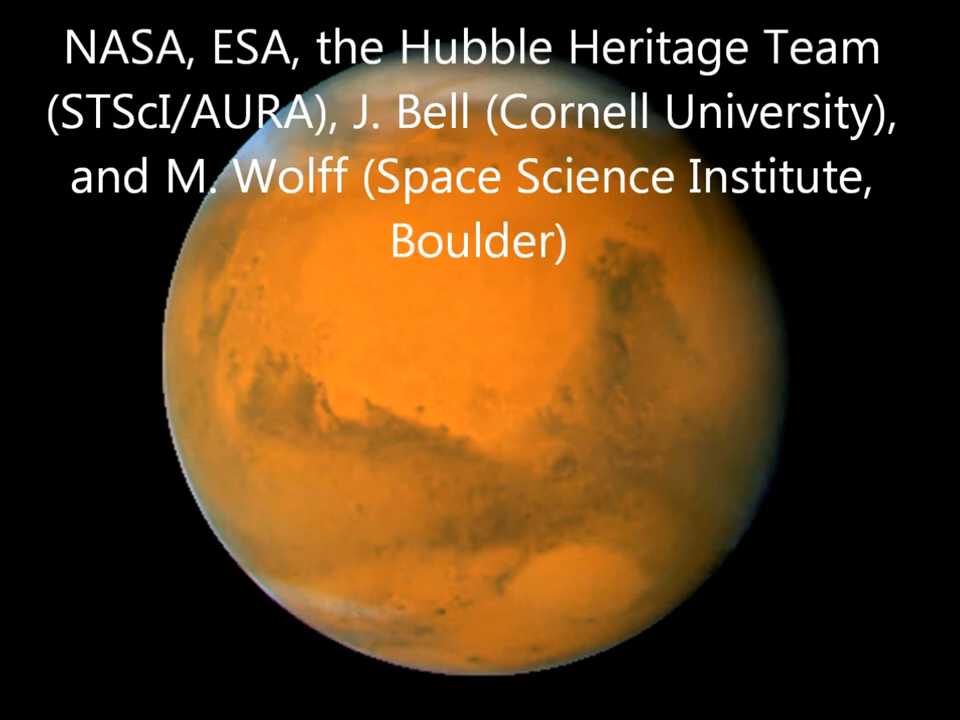 NASA, ESA, the Hubble Heritage Team
(STScI/AURA), J. Bell (Cornell University),
and M. Wolff (Space Science Institute,
Boulder)